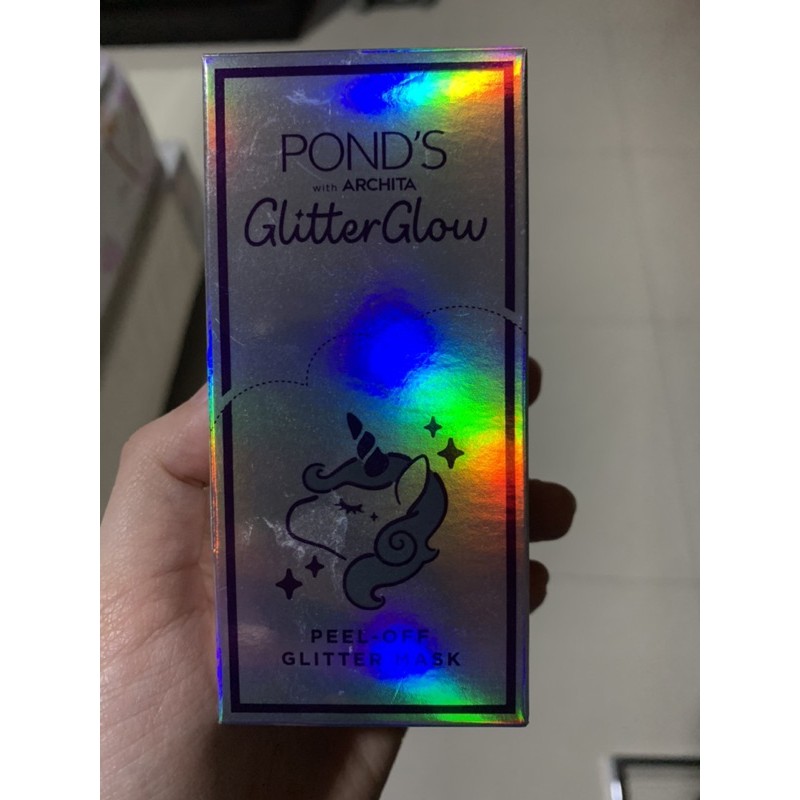 POND'S
with ARCHITA
GlitterGlow
PEEL-OFF
GLITTER MASK